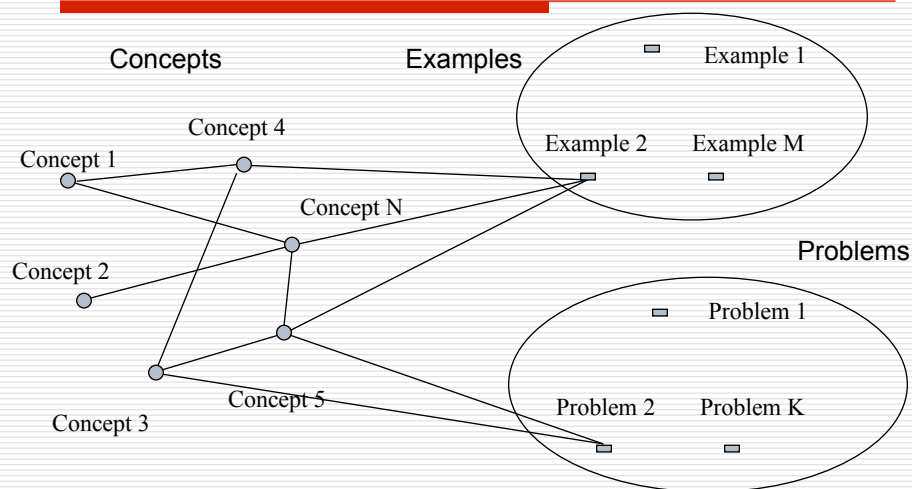 Concepts
Examples
Example 1
Concept 4
Example 2
Example M
Concept 1
Concept N
Problems
Concept 2
Problem 1
Concept 5
Problem 2
Problem K
Concept 3